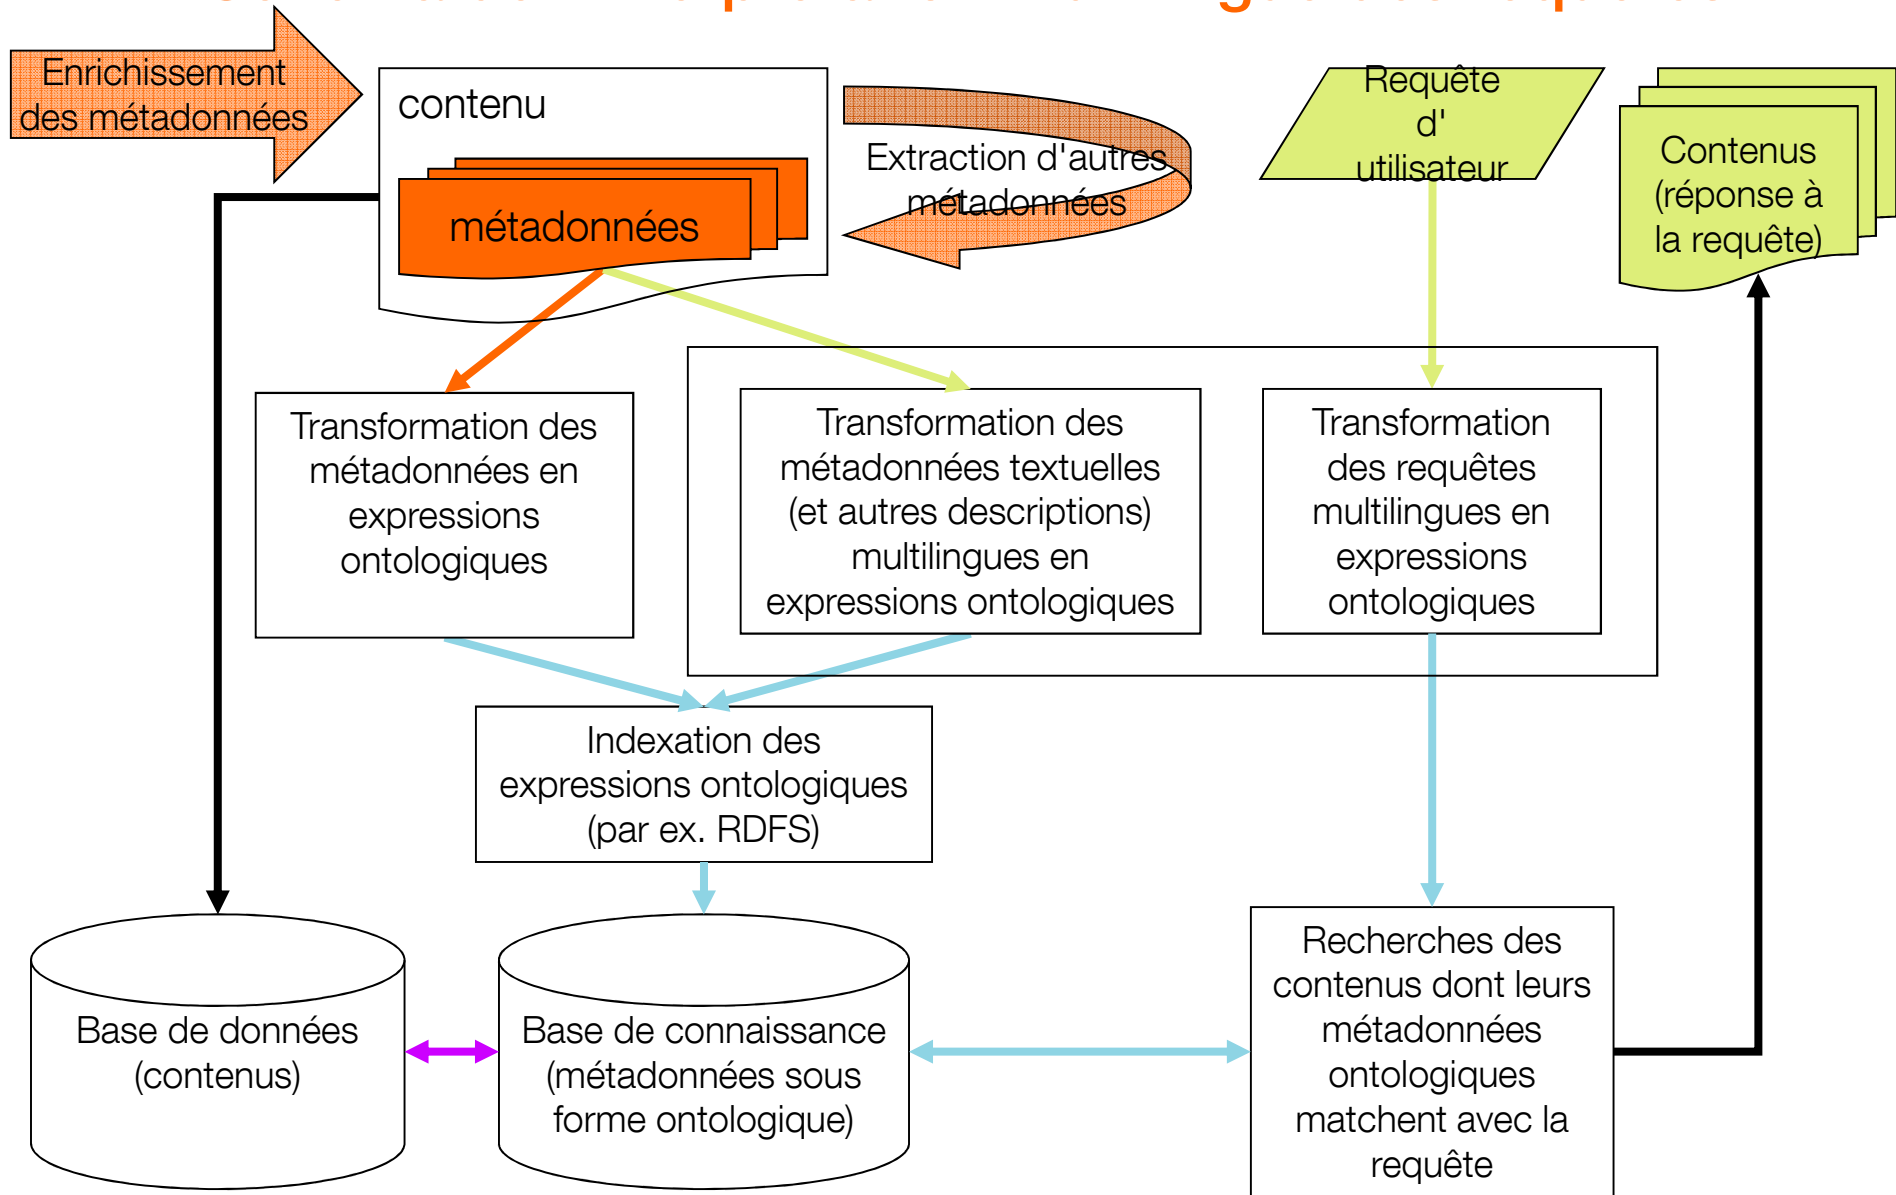 Enrichissement
des métadonnées
contenu
métadonnées
Extraction d'autres
métadonnées
Requête
d'
utilisateur
Contenus
(réponse à
la requête)
Transformation des
métadonnées en
expressions
ontologiques
Transformation des
métadonnées textuelles
(et autres descriptions)
multilingues en
expressions ontologiques
Transformation
des requêtes
multilingues en
expressions
ontologiques
Indexation des
expressions ontologiques
(par ex. RDFS)
Base de données
(contenus)
Base de connaissance
(métadonnées sous
forme ontologique)
Recherches des
contenus dont leurs
métadonnées
ontologiques
matchent avec la
requête